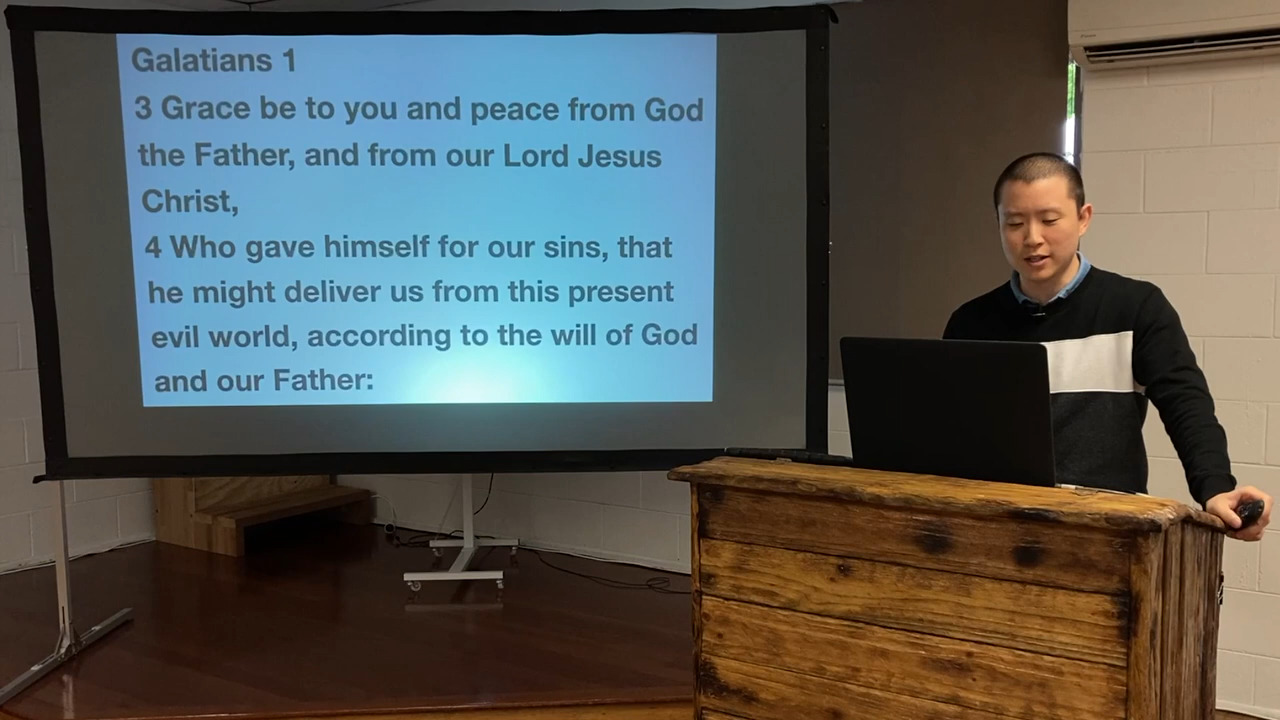 Galatians 1
3 Grace be to you and peace from God
the Father, and from our Lord Jesus
Christ,
4 Who gave himself for our sins, that
he might deliver us from this present
evil world, according to the will of God
and our Father: